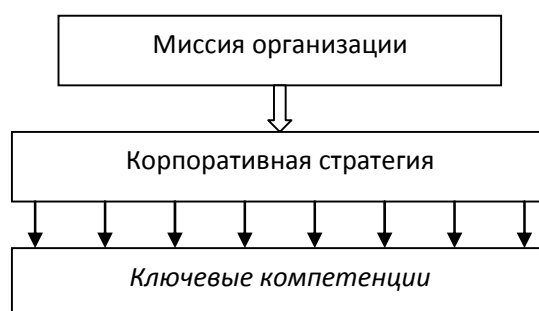 Миссия организации
Корпоративная стратегия
Ключевые компетенции